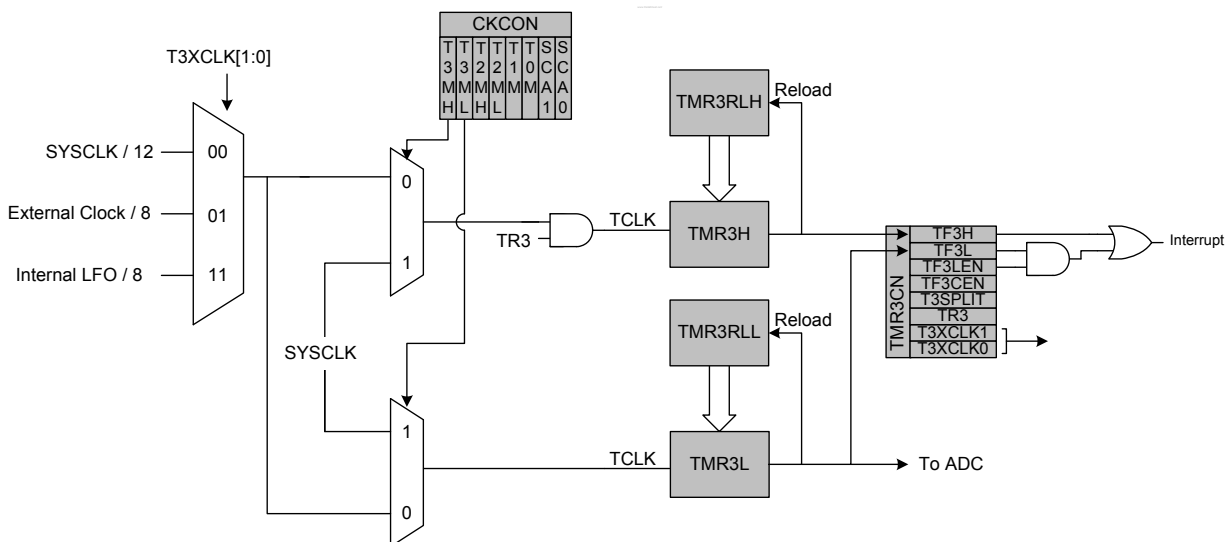 CKCON
T3MH
T3ML
T2MH
T2ML
T1M
T0M
SCA1
SCA0
T3XCLK[1:0]
SYSCLK / 12
00
External Clock / 8
01
Internal LFO / 8
11
0
1
SYSCLK
1
0
TR3
TCLK
TMR3RLH
Reload
TMR3H
TCLK
TMR3RLL
Reload
TMR3L
To ADC
TMR3CN
TF3H
TF3L
TF3LEN
TF3CEN
T3SPLIT
TR3
T3XCLK1
T3XCLK0
Interrupt